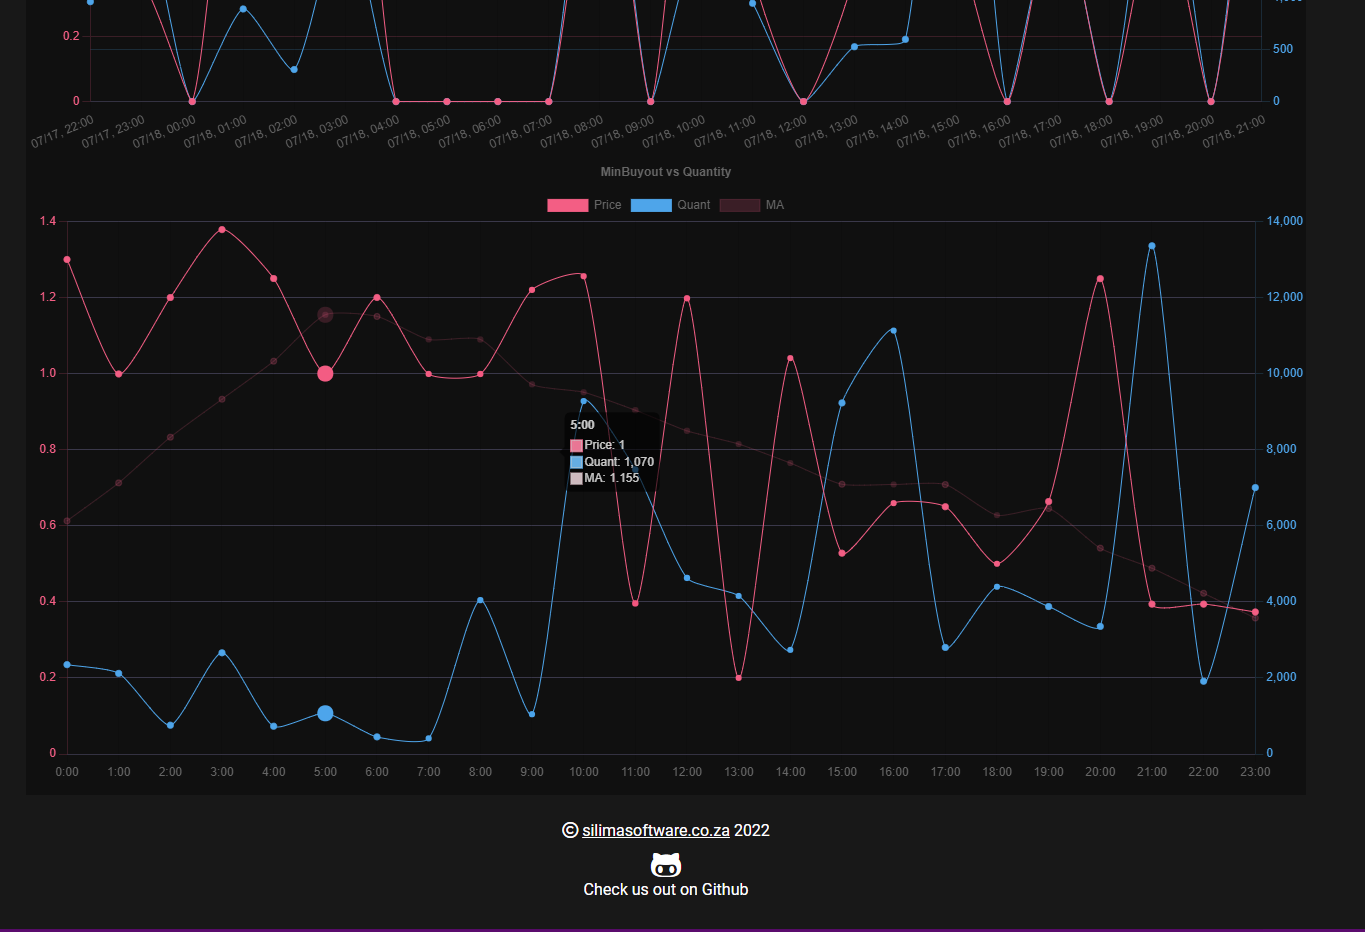 1,000
0.2
500
0
0
07/17, 22:00 07/17, 23:00 07/18, 00:00 07/18, 01:00 07/18, 02:00 07/18, 03:00 07/18, 04:00 07/18, 05:00 07/18, 06:00 07/18, 07:00 07/18, 08:00 07/18, 09:00 07/18, 10:00 07/18, 11:00 07/18, 12:00 07/18, 13:00 07/18, 14:00 07/18, 15:00 07/18, 16:00 07/18, 17:00 07/18, 18:00 07/18, 19:00 07/18, 20:00 07/18, 21:00
MinBuyout vs Quantity
Price Quant MA
1.4 14,000
1.2 12,000
1.0 10,000
5:00
Price: 1
0.8 8,000
Quant: 1,070
MA: 1.155
0.6 6,000
0.4 4,000
0.2 2,000
0 0
0:00 1:00 2:00 3:00 4:00 5:00 6:00 7:00 8:00 9:00 10:00 11:00 12:00 13:00 14:00 15:00 16:00 17:00 18:00 19:00 20:00 21:00 22:00 23:00
© silimasoftware.co.za 2022
Check us out on Github